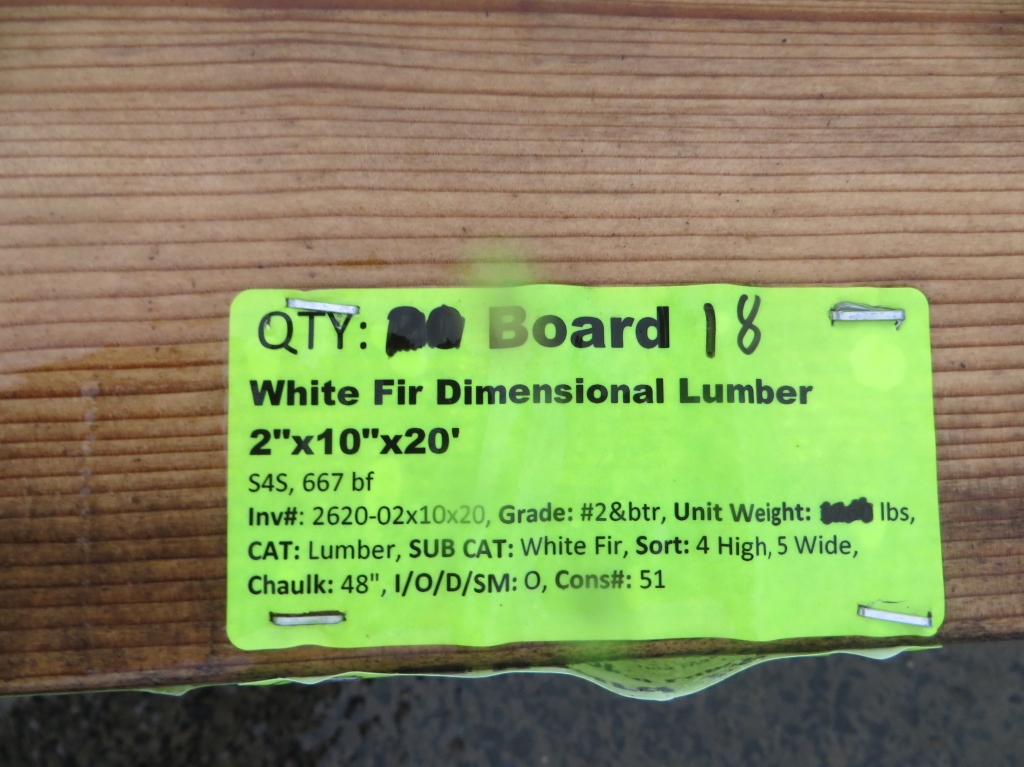 QTY: Board 18
White Fir Dimensional Lumber
2"x10"x20'
S4S, 667 bf
Inv#: 2620-02x10x20, Grade: #2&btr, Unit Weight: lbs,
CAT: Lumber, SUB CAT: White Fir, Sort: 4 High, 5 Wide,
Chaulk: 48", I/O/D/SM: O, Cons#: 51